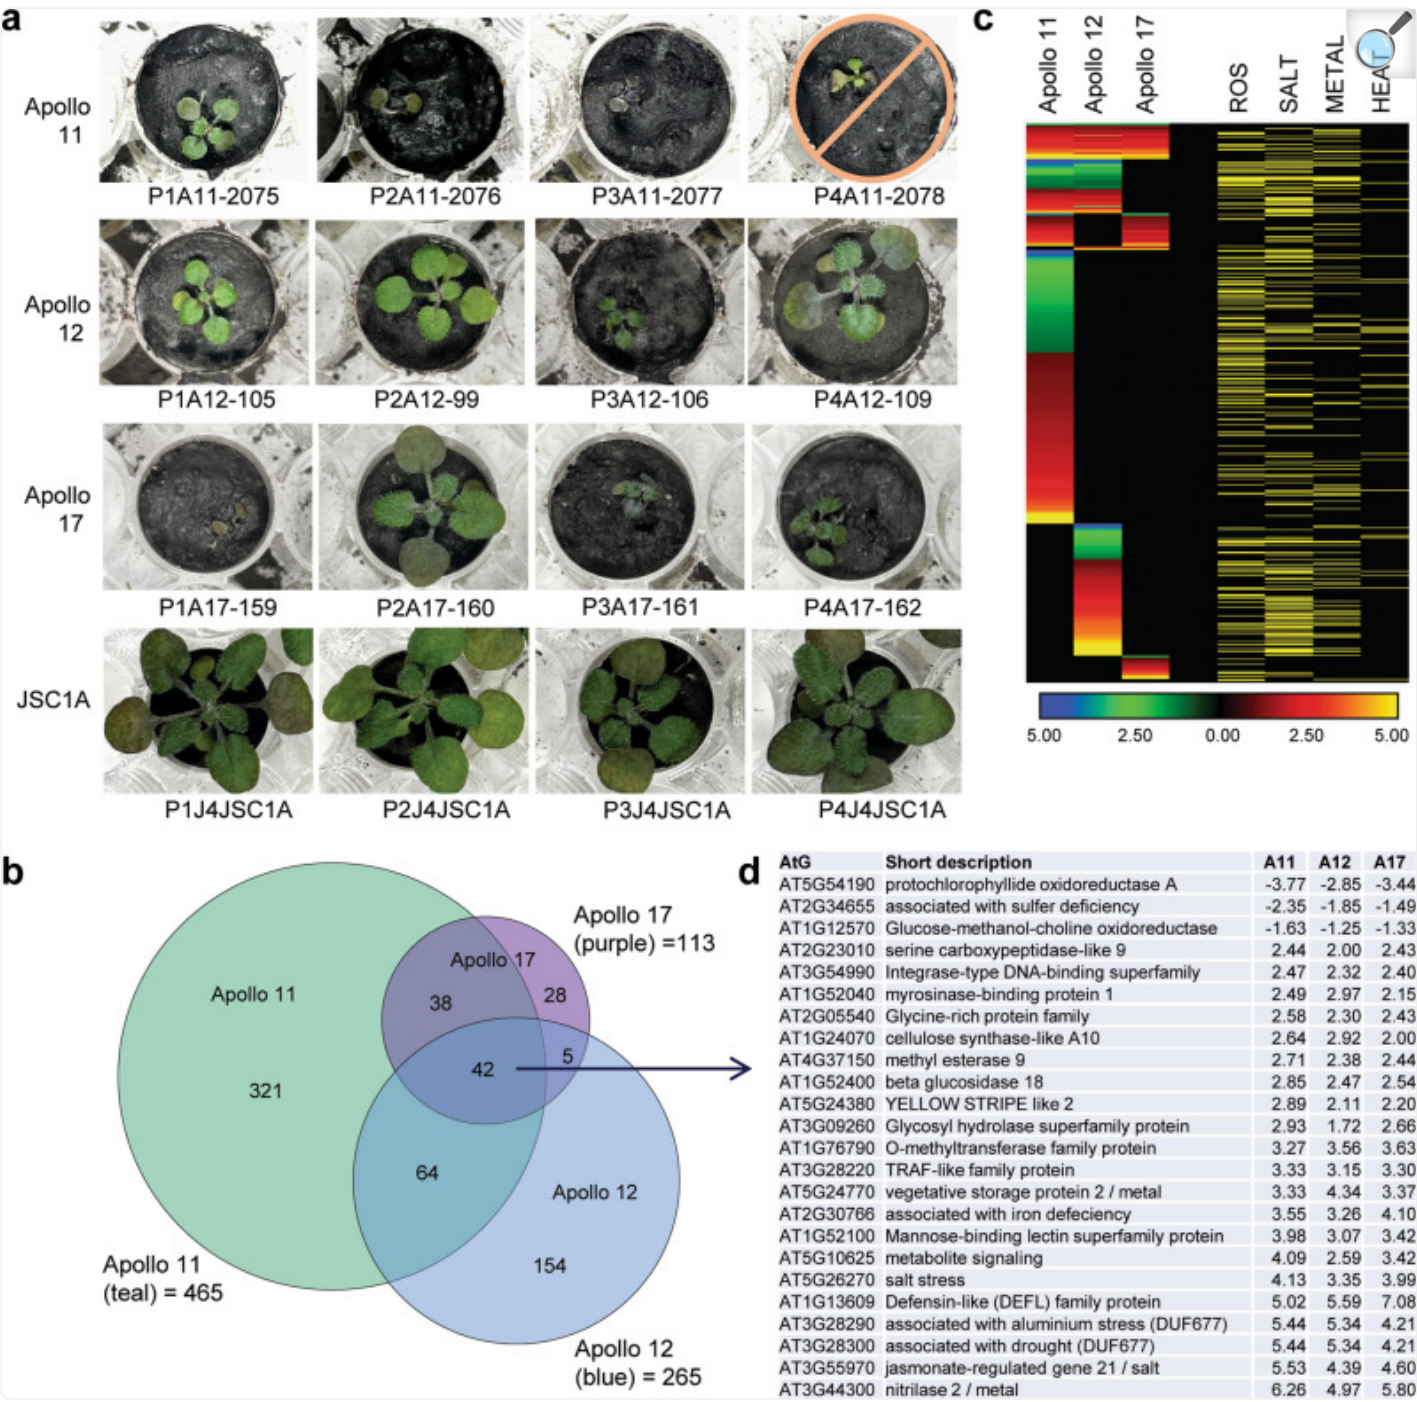 a
Apollo
11
P1A11-2075
P2A11-2076
P3A11-2077
P4A11-2078
Apollo
12
P1A12-105
P2A12-99
P3A12-106
P4A12-109
Apollo
17
P1A17-159
P2A17-160
P3A17-161
P4A17-162
JSC1A
P1J4JSC1A
P2J4JSC1A
P3J4JSC1A
P4J4JSC1A
c
Apollo 11
Apollo 12
Apollo 17
ROS
SALT
METAL
HEAT
5.00 2.50 0.00 2.50 5.00
b
Apollo 17
(purple) =113
Apollo 17
Apollo 11
38
28
5
42
321
64
Apollo 12
154
Apollo 11
(teal) = 465
Apollo 12
(blue) = 265
d
AtG Short description A11 A12 A17
AT5G54190 protochlorophyllide oxidoreductase A -3.77 -2.85 -3.44
AT2G34655 associated with sulfer deficiency -2.35 -1.85 -1.49
AT1G12570 Glucose-methanol-choline oxidoreductase -1.63 -1.25 -1.33
AT2G23010 serine carboxypeptidase-like 9 2.44 2.00 2.43
AT3G54990 Integrase-type DNA-binding superfamily 2.47 2.32 2.40
AT1G52040 myrosinase-binding protein 1 2.49 2.97 2.15
AT2G05540 Glycine-rich protein family 2.58 2.30 2.43
AT1G24070 cellulose synthase-like A10 2.64 2.92 2.00
AT4G37150 methyl esterase 9 2.71 2.38 2.44
AT1G52400 beta glucosidase 18 2.85 2.47 2.54
AT5G24380 YELLOW STRIPE like 2 2.89 2.11 2.20
AT3G09260 Glycosyl hydrolase superfamily protein 2.93 1.72 2.66
AT1G76790 O-methyltransferase family protein 3.27 3.56 3.63
AT3G28220 TRAF-like family protein 3.33 3.15 3.30
AT5G24770 vegetative storage protein 2 / metal 3.33 4.34 3.37
AT2G30766 associated with iron defeciency 3.55 3.26 4.10
AT1G52100 Mannose-binding lectin superfamily protein 3.98 3.07 3.42
AT5G10625 metabolite signaling 4.09 2.59 3.42
AT5G26270 salt stress 4.13 3.35 3.99
AT1G13609 Defensin-like (DEFL) family protein 5.02 5.59 7.08
AT3G28290 associated with aluminium stress (DUF677) 5.44 5.34 4.21
AT3G28300 associated with drought (DUF677) 5.44 5.34 4.21
AT3G55970 jasmonate-regulated gene 21 / salt 5.53 4.39 4.60
AT3G44300 nitrilase 2 / metal 6.26 4.97 5.80